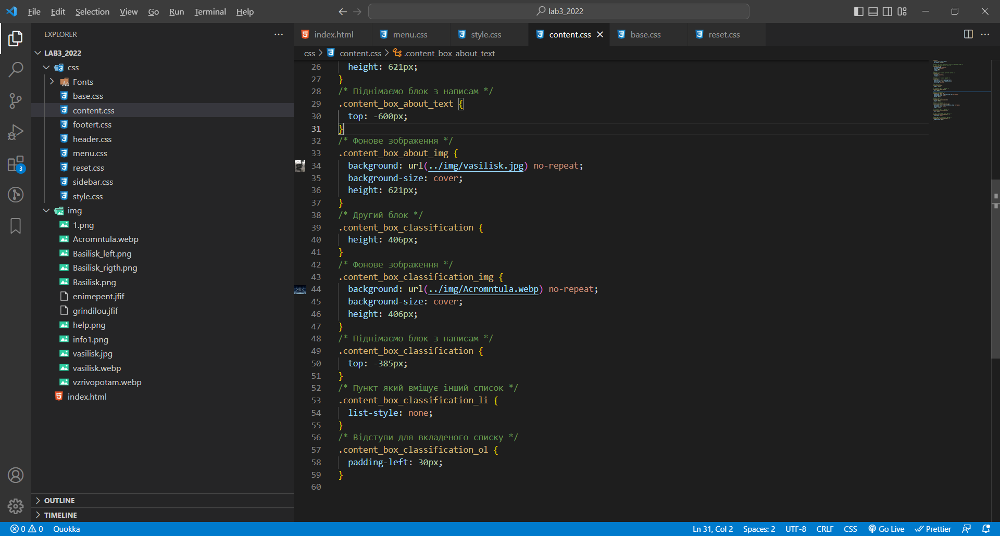 File Edit Selection View Go Run Terminal Help
lab3_2022
EXPLORER
LAB3_2022
css
Fonts
base.css
content.css
footert.css
header.css
menu.css
reset.css
sidebar.css
style.css
img
1.png
Acromntula.webp
Basilisk_left.png
Basilisk_rigth.png
Basilisk.png
enimepent.jfif
grindilou.jfif
help.png
info1.png
vasilisk.jpg
vasilisk.webp
vzrivopotam.webp
index.html
OUTLINE
TIMELINE
3
index.html menu.css style.css content.css base.css reset.css
css > content.css > .content_box_about_text
26 height: 621px;
27 }
28 /* Піднімаємо блок з написам */
29 .content_box_about_text {
30 top: -600px;
31 }
32 /* Фонове зображення */
33 .content_box_about_img {
34 background: url(../img/vasilisk.jpg) no-repeat;
35 background-size: cover;
36 height: 621px;
37 }
38 /* Другий блок */
39 .content_box_classification {
40 height: 406px;
41 }
42 /* Фонове зображення */
43 .content_box_classification_img {
44 background: url(../img/Acromntula.webp) no-repeat;
45 background-size: cover;
46 height: 406px;
47 }
48 /* Піднімаємо блок з написам */
49 .content_box_classification {
50 top: -385px;
51 }
52 /* Пункт який вміщує інший список */
53 .content_box_classification_li {
54 list-style: none;
55 }
56 /* Відступи для вкладеного списку */
57 .content_box_classification_ol {
58 padding-left: 30px;
59 }
60
0 0 Quokka Ln 31, Col 2 Spaces: 2 UTF-8 CRLF CSS Go Live Prettier